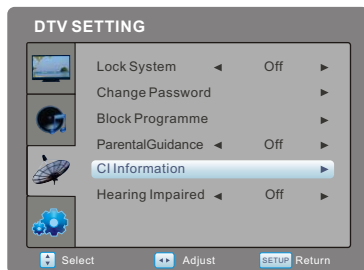 DTV SETTING
Lock System ◄ Off ►
Change Password ►
Block Programme ►
ParentalGuidance ◄ Off ►
CI Information ►
Hearing Impaired ◄ Off ►
Select Adjust SETUP Return